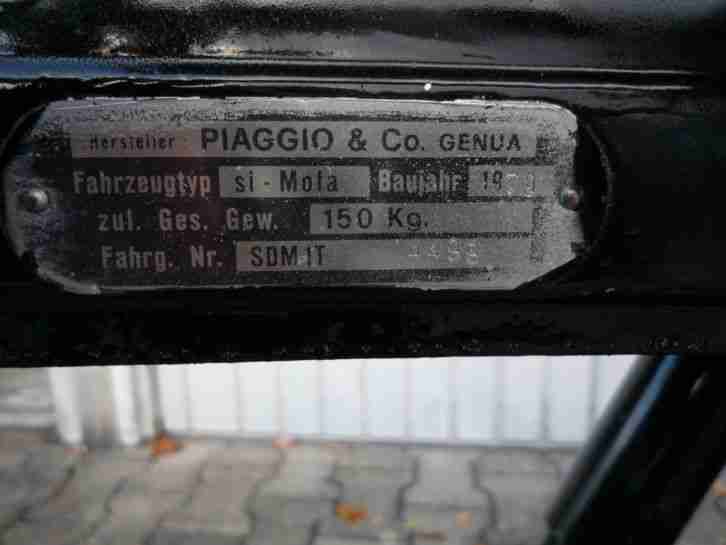 Hersteller: PIAGGIO & Co. GENUA
Fahrzeugtyp si-Mofa Baujahr
zul. Ges. Gew. 150 Kg.
Fahrg. Nr. SDM1T